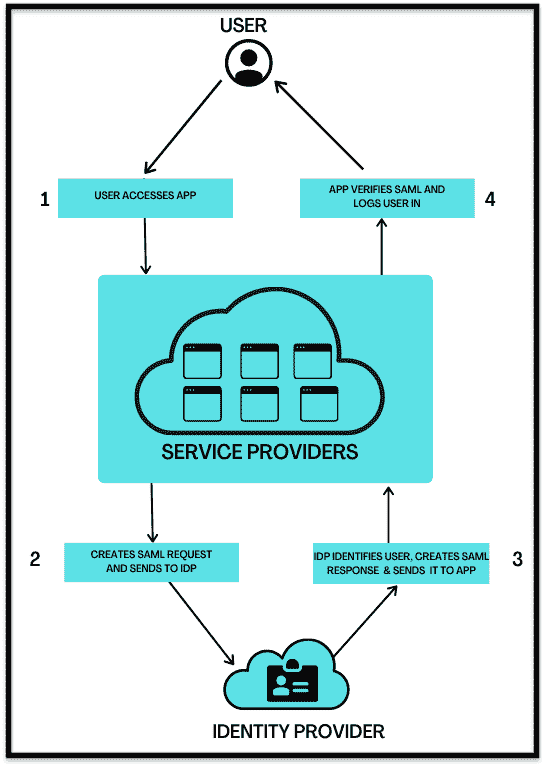 USER
1
USER ACCESSES APP
APP VERIFIES SAML AND
LOGS USER IN
4
SERVICE PROVIDERS
2
CREATES SAML REQUEST
AND SENDS TO IDP
IDP IDENTIFIES USER, CREATES SAML
RESPONSE & SENDS IT TO APP
3
IDENTITY PROVIDER